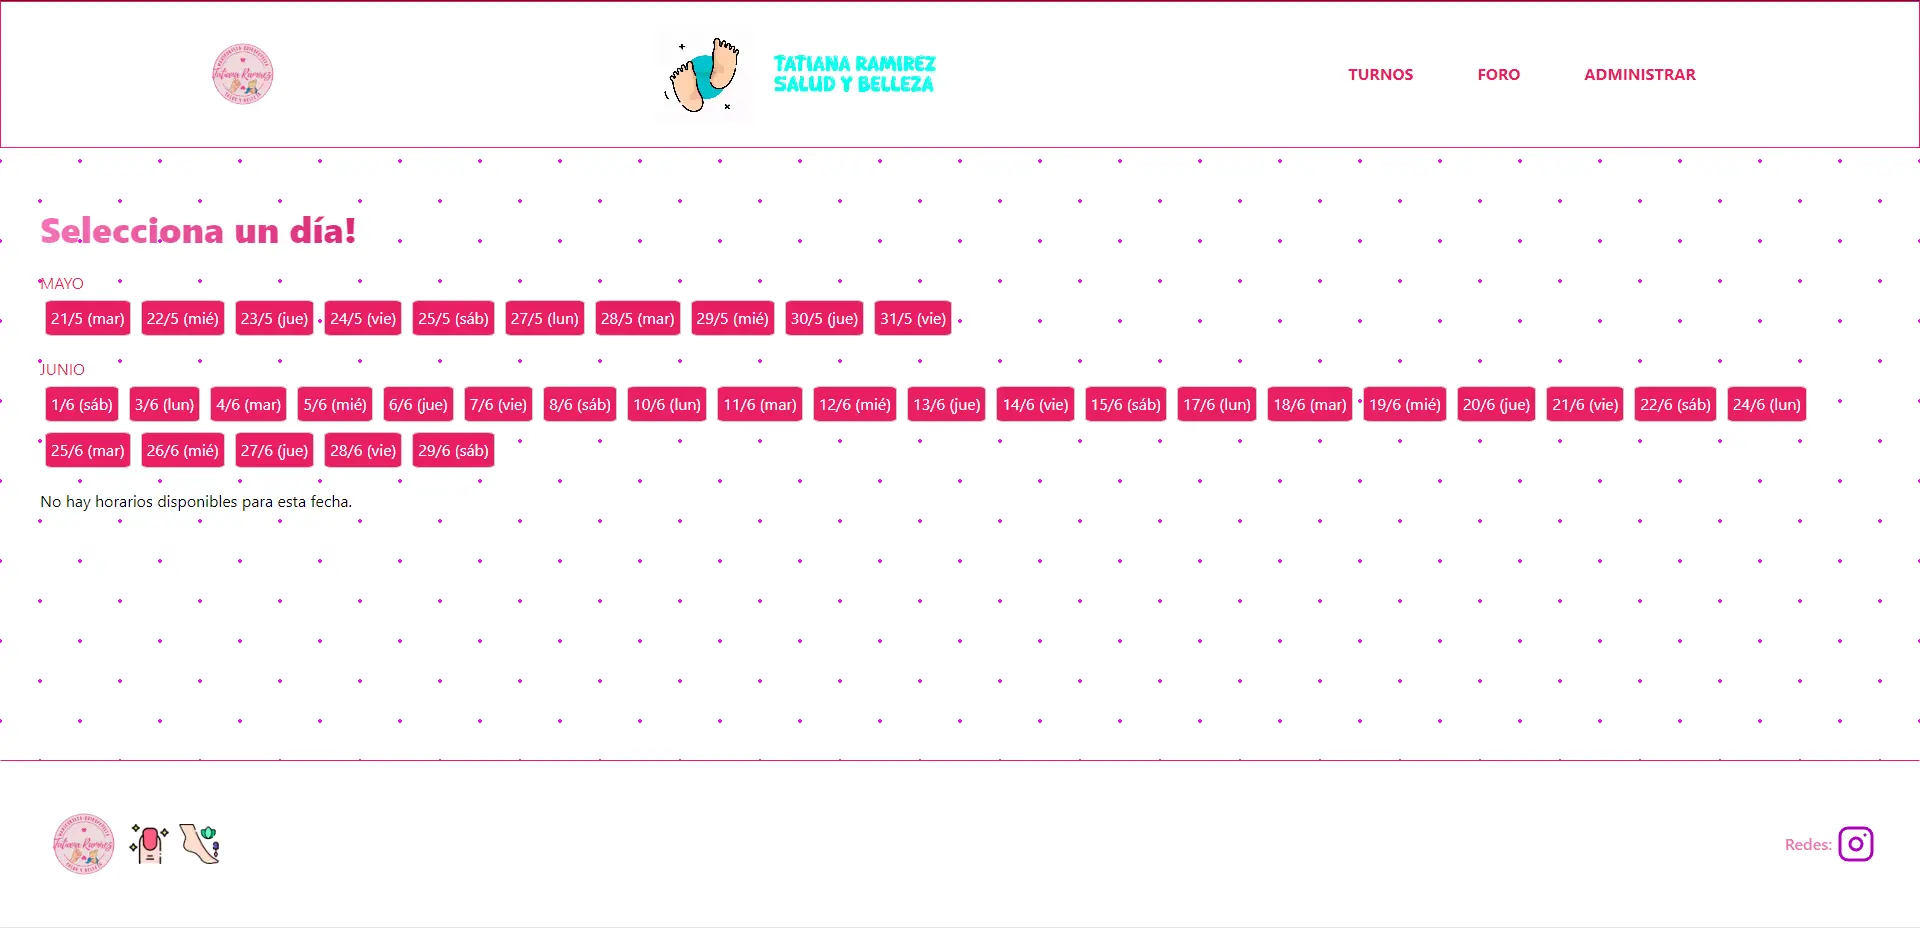 Tatiana Ramirez
TATIANA RAMIREZ
SALUD Y BELLEZA
TURNOS FORO ADMINISTRAR
Selecciona un día!
MAYO
21/5 (mar) 22/5 (mié) 23/5 (jue) 24/5 (vie) 25/5 (sáb) 27/5 (lun) 28/5 (mar) 29/5 (mié) 30/5 (jue) 31/5 (vie)
JUNIO
1/6 (sáb) 3/6 (lun) 4/6 (mar) 5/6 (mié) 6/6 (jue) 7/6 (vie) 8/6 (sáb) 10/6 (lun) 11/6 (mar) 12/6 (mié) 13/6 (jue) 14/6 (vie) 15/6 (sáb) 17/6 (lun) 18/6 (mar) 19/6 (mié) 20/6 (jue) 21/6 (vie) 22/6 (sáb) 24/6 (lun)
25/6 (mar) 26/6 (mié) 27/6 (jue) 28/6 (vie) 29/6 (sáb)
No hay horarios disponibles para esta fecha.
Tatiana Ramirez
Redes: